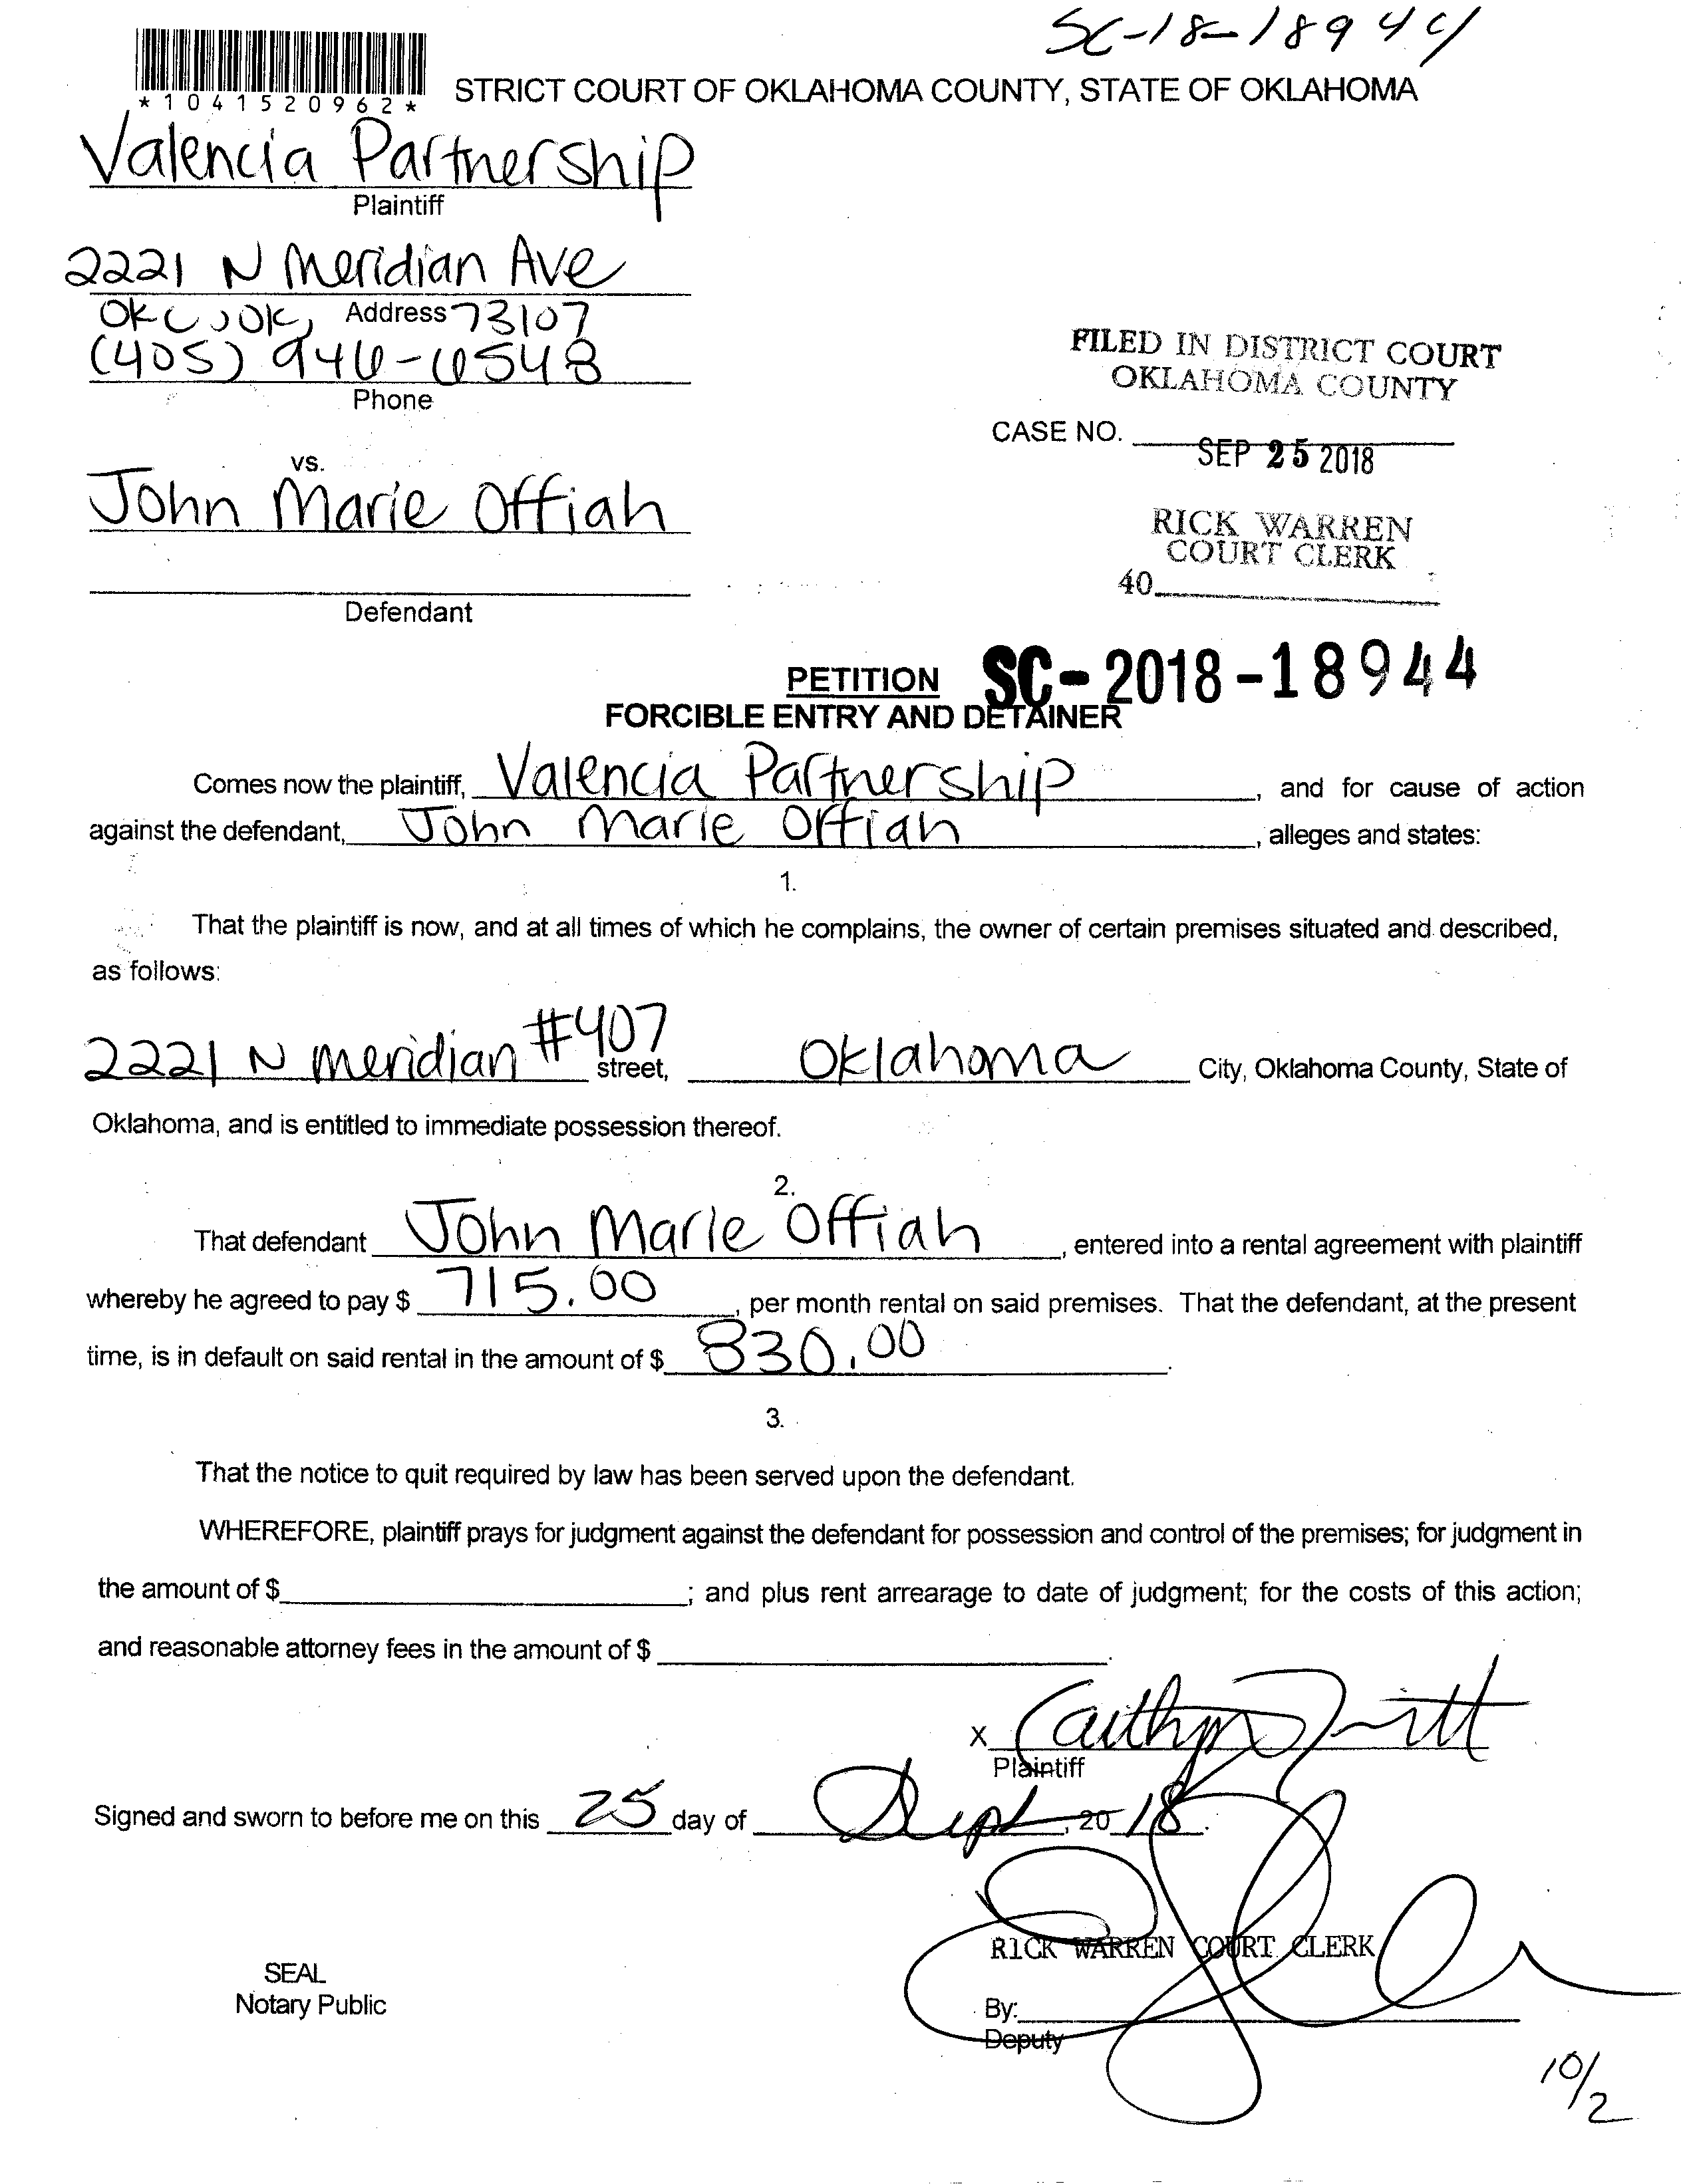 SC-18-18944
*1041520962*
STRICT COURT OF OKLAHOMA COUNTY, STATE OF OKLAHOMA
Valencia Partnership
Plaintiff
2221 N Meridian Ave
Address
OKC, OK, 73107
(405) 946-6548
Phone
FILED IN DISTRICT COURT
OKLAHOMA COUNTY
CASE NO.
SEP 25 2018
vs.
John Marie Offiah
RICK WARREN
COURT CLERK
40
Defendant
PETITION SC-2018-18944
FORCIBLE ENTRY AND DETAINER
Comes now the plaintiff, Valencia Partnership, and for cause of action
against the defendant, John Marie Offiah, alleges and states:
1.
That the plaintiff is now, and at all times of which he complains, the owner of certain premises situated and described,
as follows:
2221 N meridian #407 street, Oklahoma City, Oklahoma County, State of
Oklahoma, and is entitled to immediate possession thereof.
2.
That defendant John Marie Offiah, entered into a rental agreement with plaintiff
whereby he agreed to pay $ 715.00, per month rental on said premises. That the defendant, at the present
time, is in default on said rental in the amount of $ 830.00.
3.
That the notice to quit required by law has been served upon the defendant.
WHEREFORE, plaintiff prays for judgment against the defendant for possession and control of the premises; for judgment in
the amount of $ ; and plus rent arrearage to date of judgment; for the costs of this action;
and reasonable attorney fees in the amount of $ .
X
Plaintiff
Signed and sworn to before me on this 25 day of Sept, 2018.
RICK WARREN COURT CLERK
SEAL
Notary Public
By:
Deputy
10/2